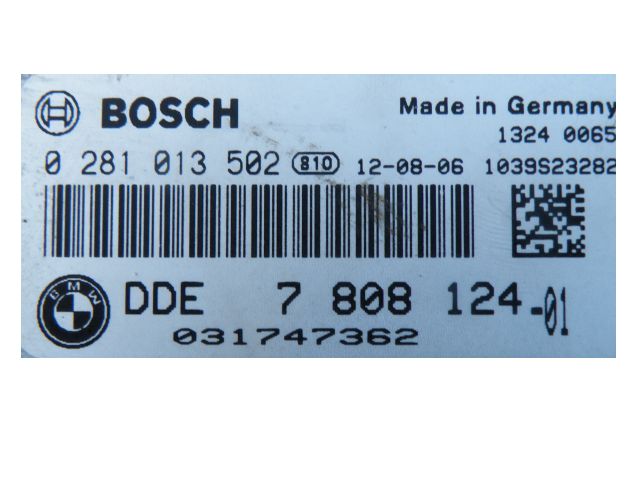 BOSCH Made in Germany
1324 0065
0 281 013 502 810 12-08-06 1039S23282
BMW DDE 7 808 124-01
031747362